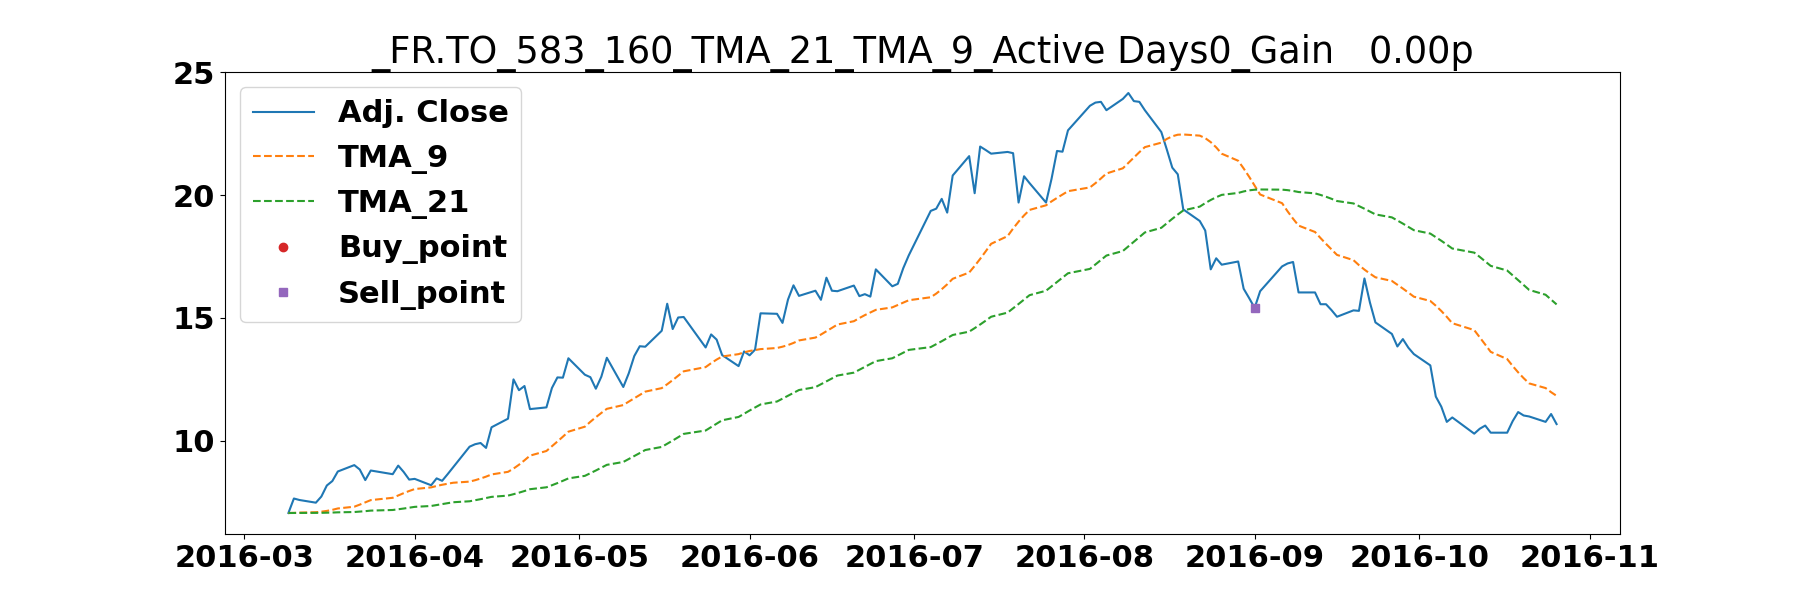 _FR.TO_583_160_TMA_21_TMA_9_Active Days0_Gain   0.00p
25
20
15
10
Adj. Close
TMA_9
TMA_21
Buy_point
Sell_point
2016-03 2016-04 2016-05 2016-06 2016-07 2016-08 2016-09 2016-10 2016-11